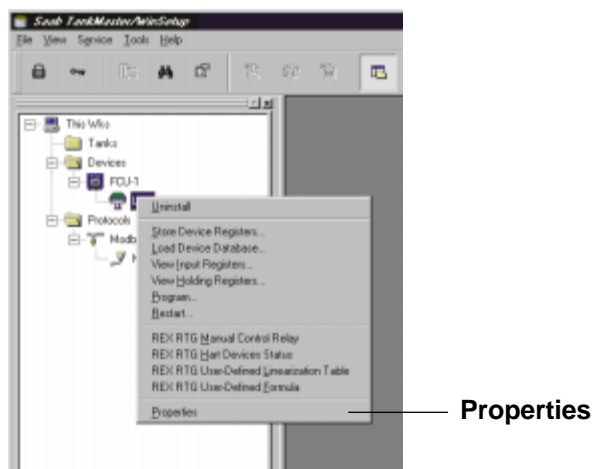 Saab TankMaster/WinSetup
File View Service Tools Help
This Wks
Tanks
Devices
FCU-1
Uninstall
Protocols
Store Device Registers...
Modb
Load Device Database...
View Input Registers...
View Holding Registers...
Program...
Restart...
REX RTG Manual Control Relay
REX RTG Hart Devices Status
REX RTG User-Defined Linearization Table
REX RTG User-Defined Formula
Properties
Properties